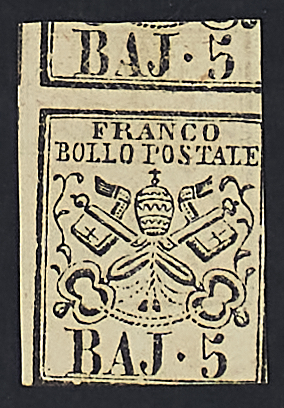 BAJ · 5
FRANCO
BOLLO POSTALE
BAJ · 5